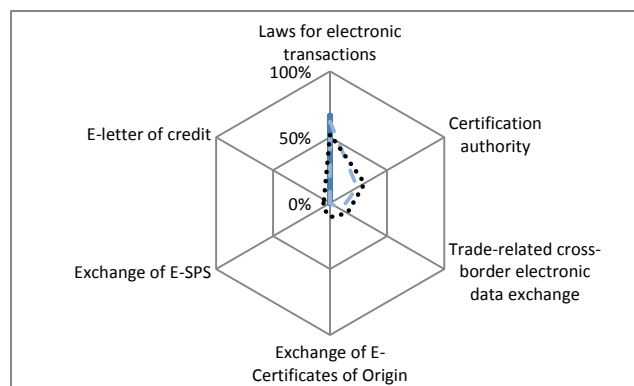 Laws for electronic
transactions
100%
E-letter of credit
50%
Certification
authority
0%
Exchange of E-SPS
Trade-related cross-
border electronic
data exchange
Exchange of E-
Certificates of Origin